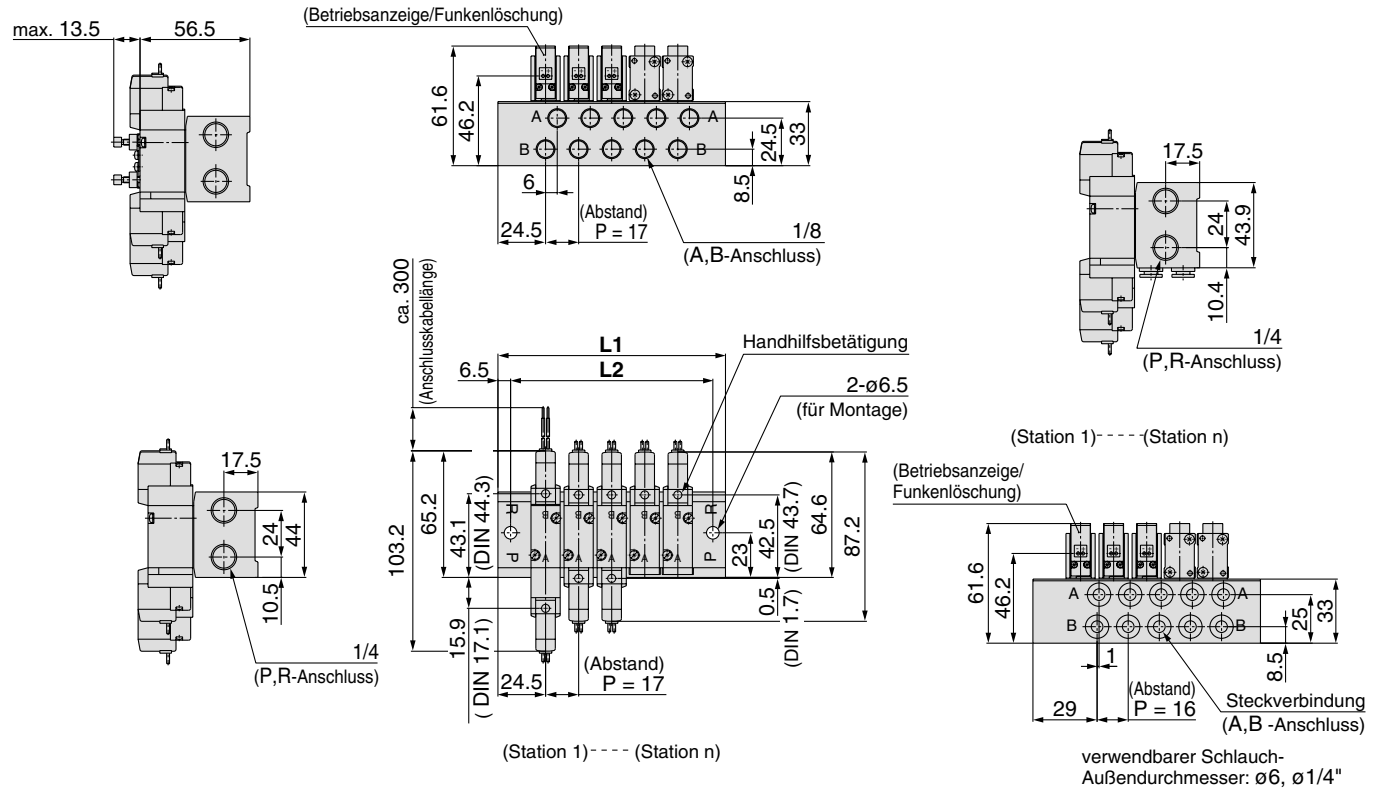 (Betriebsanzeige/Funkenlöschung)
max. 13.5
56.5
61.6
46.2
A
A
B
B
24.5
33
8.5
6
(Abstand)
24.5
P = 17
1/8
(A,B-Anschluss)
17.5
24
43.9
10.4
1/4
(P,R-Anschluss)
ca. 300
(Anschlusskabellänge)
L1
Handhilfsbetätigung
6.5
L2
2-ø6.5
(für Montage)
17.5
24
44
10.5
1/4
(P,R-Anschluss)
103.2
65.2
43.1
(DIN 44.3)
R
R
B
B
B
B
B
P
A
A
A
A
A
P
23
42.5
(DIN 43.7)
64.6
87.2
15.9
( DIN 17.1)
0.5
(DIN 1.7)
(Abstand)
24.5
P = 17
(Station 1)---- (Station n)
(Station 1)-----(Station n)
(Betriebsanzeige/
Funkenlöschung)
61.6
46.2
A
A
B
B
25
33
8.5
1
(Abstand)
29
P = 16
Steckverbindung
(A,B -Anschluss)
verwendbarer Schlauch-
Außendurchmesser: ø6, ø1/4"